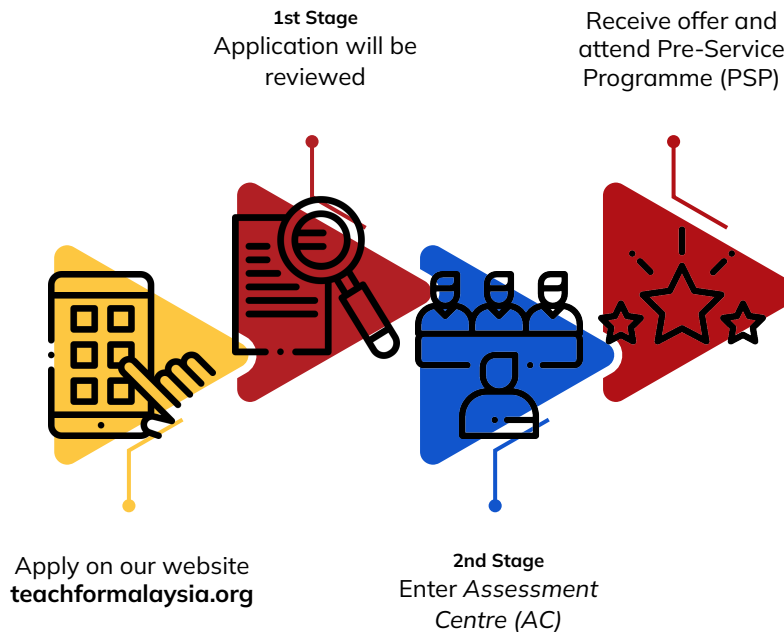 Apply on our website
teachformalaysia.org
1st Stage
Application will be
reviewed
2nd Stage
Enter Assessment
Centre (AC)
Receive offer and
attend Pre-Service
Programme (PSP)